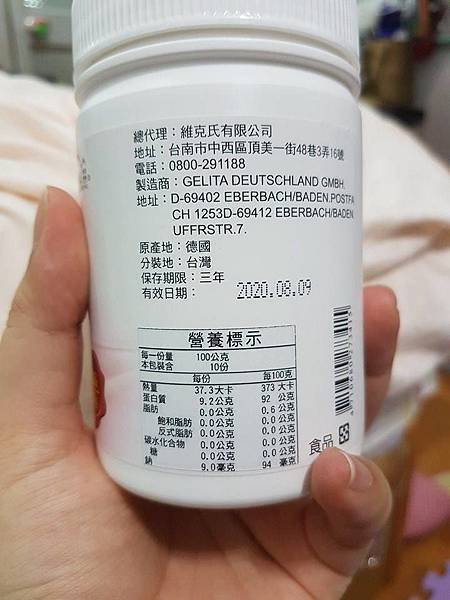 總代理：維克氏有限公司
地址：台南市中西區頂美一街48巷3弄16號
電話：0800-291188
製造商：GELITA DEUTSCHLAND GMBH.
地址：D-69402 EBERBACH/BADEN.POSTFA
CH 1253D-69412 EBERBACH/BADEN
UFFRSTR.7.
原產地：德國
分裝地：台灣
保存期限：三年
有效日期：2020.08.09
營養標示
每一份量 100公克
本包裝含 10份
每份 每100克
熱量 37.3大卡 373 大卡
蛋白質 9.2公克 92 公克
脂肪 0.0公克 0.6公克
飽和脂肪 0.0公克 0.0公克
反式脂肪 0.0公克 0.0公克
碳水化合物 0.0公克 0.0公克
糖 0.0公克 0.0公克
鈉 9.0毫克 94 毫克
食品